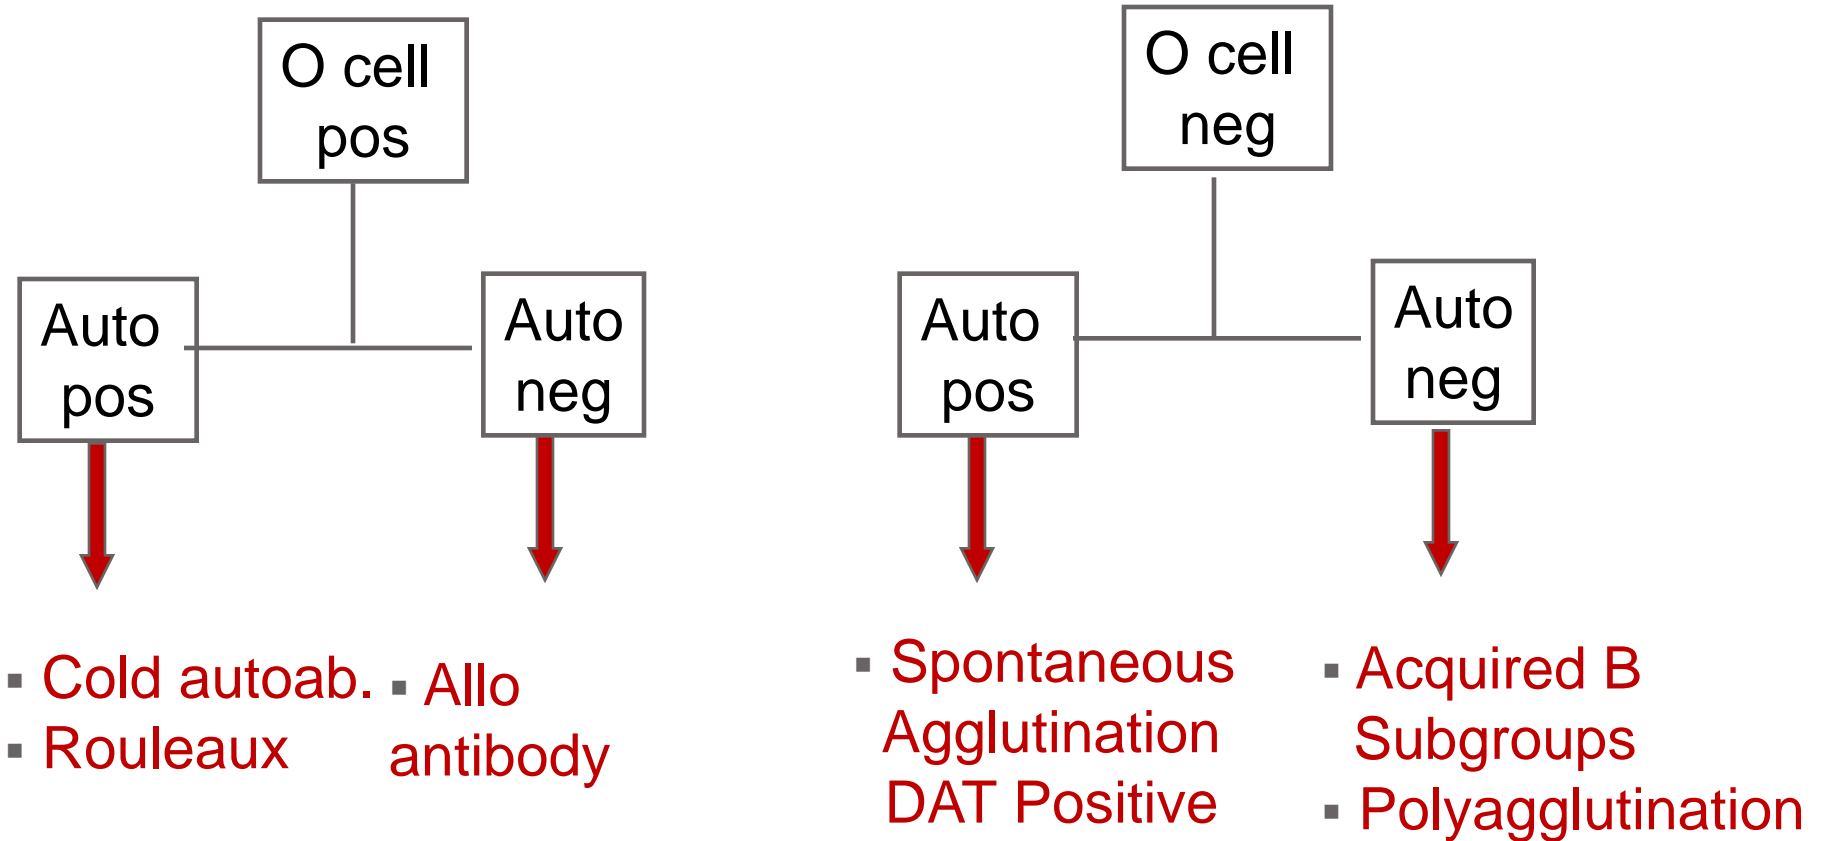 O cell
pos
O cell
neg
Auto
pos
Auto
neg
Auto
pos
Auto
neg
▪ Cold autoab.
▪ Rouleaux
▪ Allo
antibody
▪ Spontaneous
Agglutination
DAT Positive
▪ Acquired B
Subgroups
▪ Polyagglutination